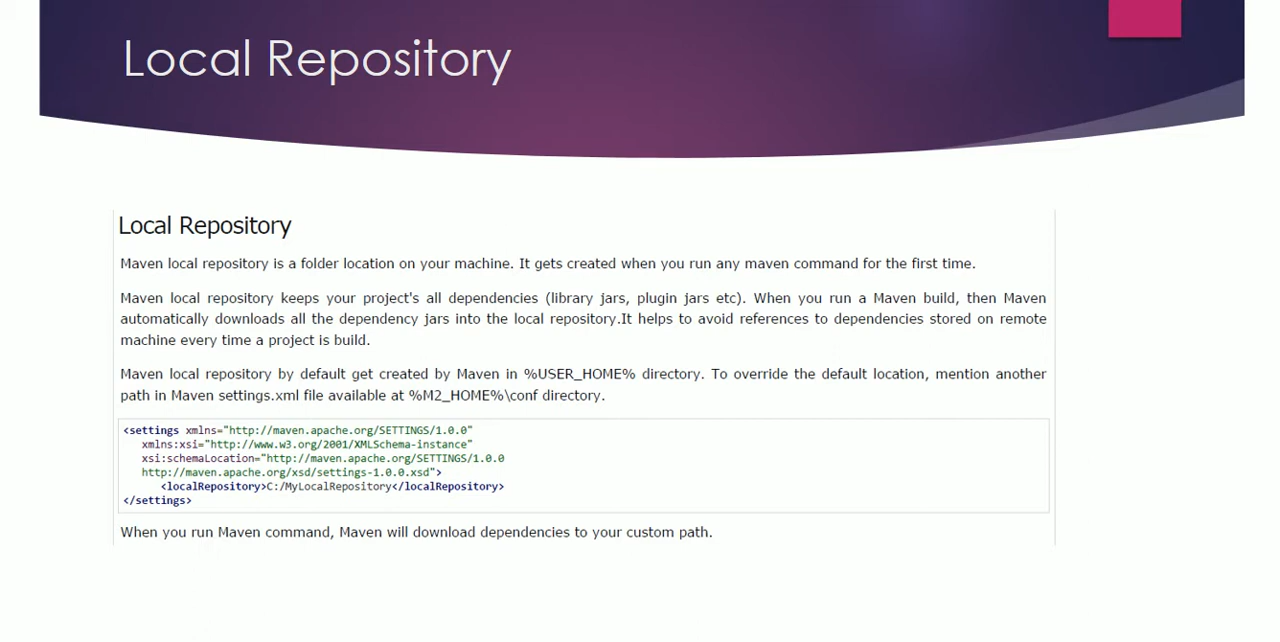 Local Repository
Local Repository
Maven local repository is a folder location on your machine. It gets created when you run any maven command for the first time.
Maven local repository keeps your project's all dependencies (library jars, plugin jars etc). When you run a Maven build, then Maven
automatically downloads all the dependency jars into the local repository.It helps to avoid references to dependencies stored on remote
machine every time a project is build.
Maven local repository by default get created by Maven in %USER_HOME% directory. To override the default location, mention another
path in Maven settings.xml file available at %M2_HOME%\conf directory.
<settings xmlns="http://maven.apache.org/SETTINGS/1.0.0"
xmlns:xsi="http://www.w3.org/2001/XMLSchema-instance"
xsi:schemaLocation="http://maven.apache.org/SETTINGS/1.0.0
http://maven.apache.org/xsd/settings-1.0.0.xsd">
<localRepository>C:/MyLocalRepository</localRepository>
</settings>
When you run Maven command, Maven will download dependencies to your custom path.